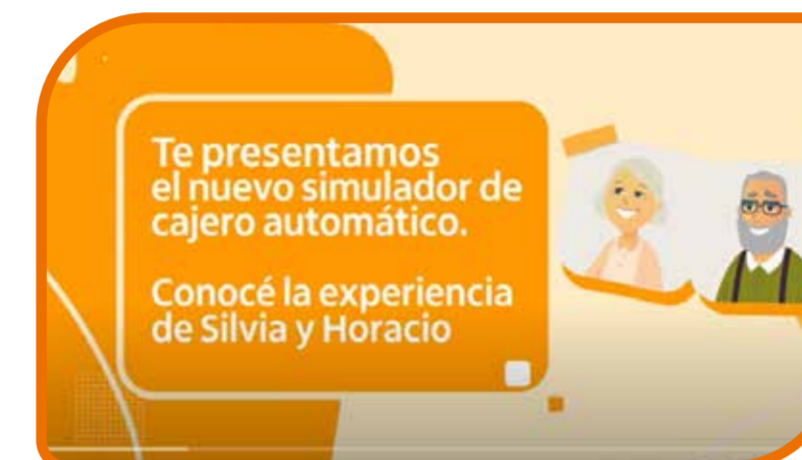 Te presentamos
el nuevo simulador de
cajero automático.
Conocé la experiencia
de Silvia y Horacio